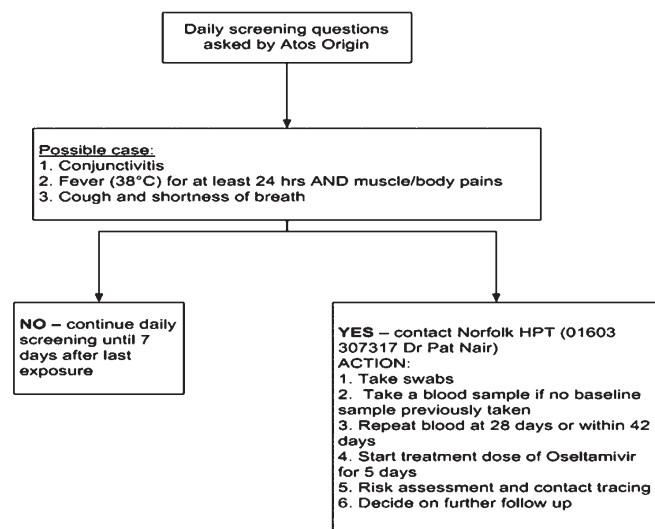 Daily screening questions
asked by Atos Origin
Possible case:
1. Conjunctivitis
2. Fever (38°C) for at least 24 hrs AND muscle/body pains
3. Cough and shortness of breath
NO – continue daily
screening until 7
days after last
exposure
YES – contact Norfolk HPT (01603
307317 Dr Pat Nair)
ACTION:
1. Take swabs
2. Take a blood sample if no baseline
sample previously taken
3. Repeat blood at 28 days or within 42
days
4. Start treatment dose of Oseltamivir
for 5 days
5. Risk assessment and contact tracing
6. Decide on further follow up